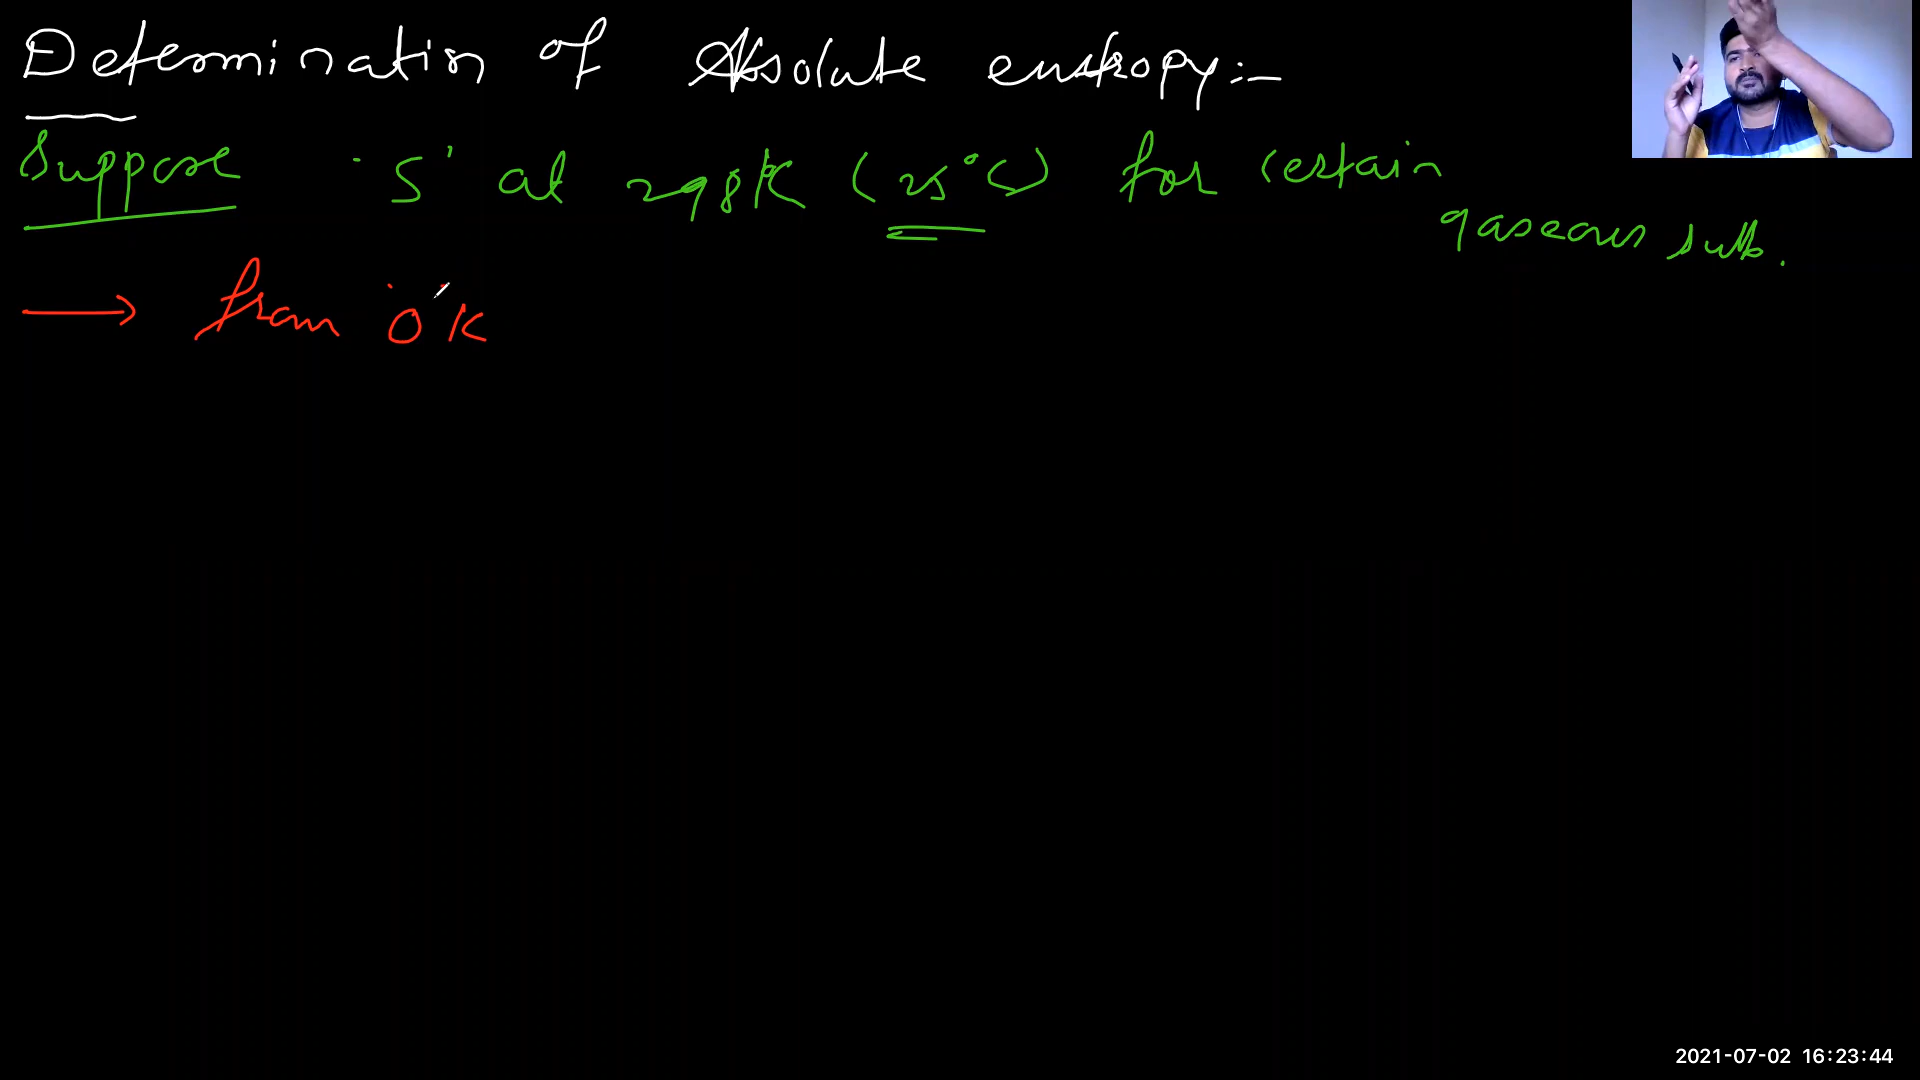 Determination of Absolute entropy:-
Suppose 'S' at 298K (25°C) for certain
gaseous sub.
→ from 0'K
2021-07-02 16:23:44